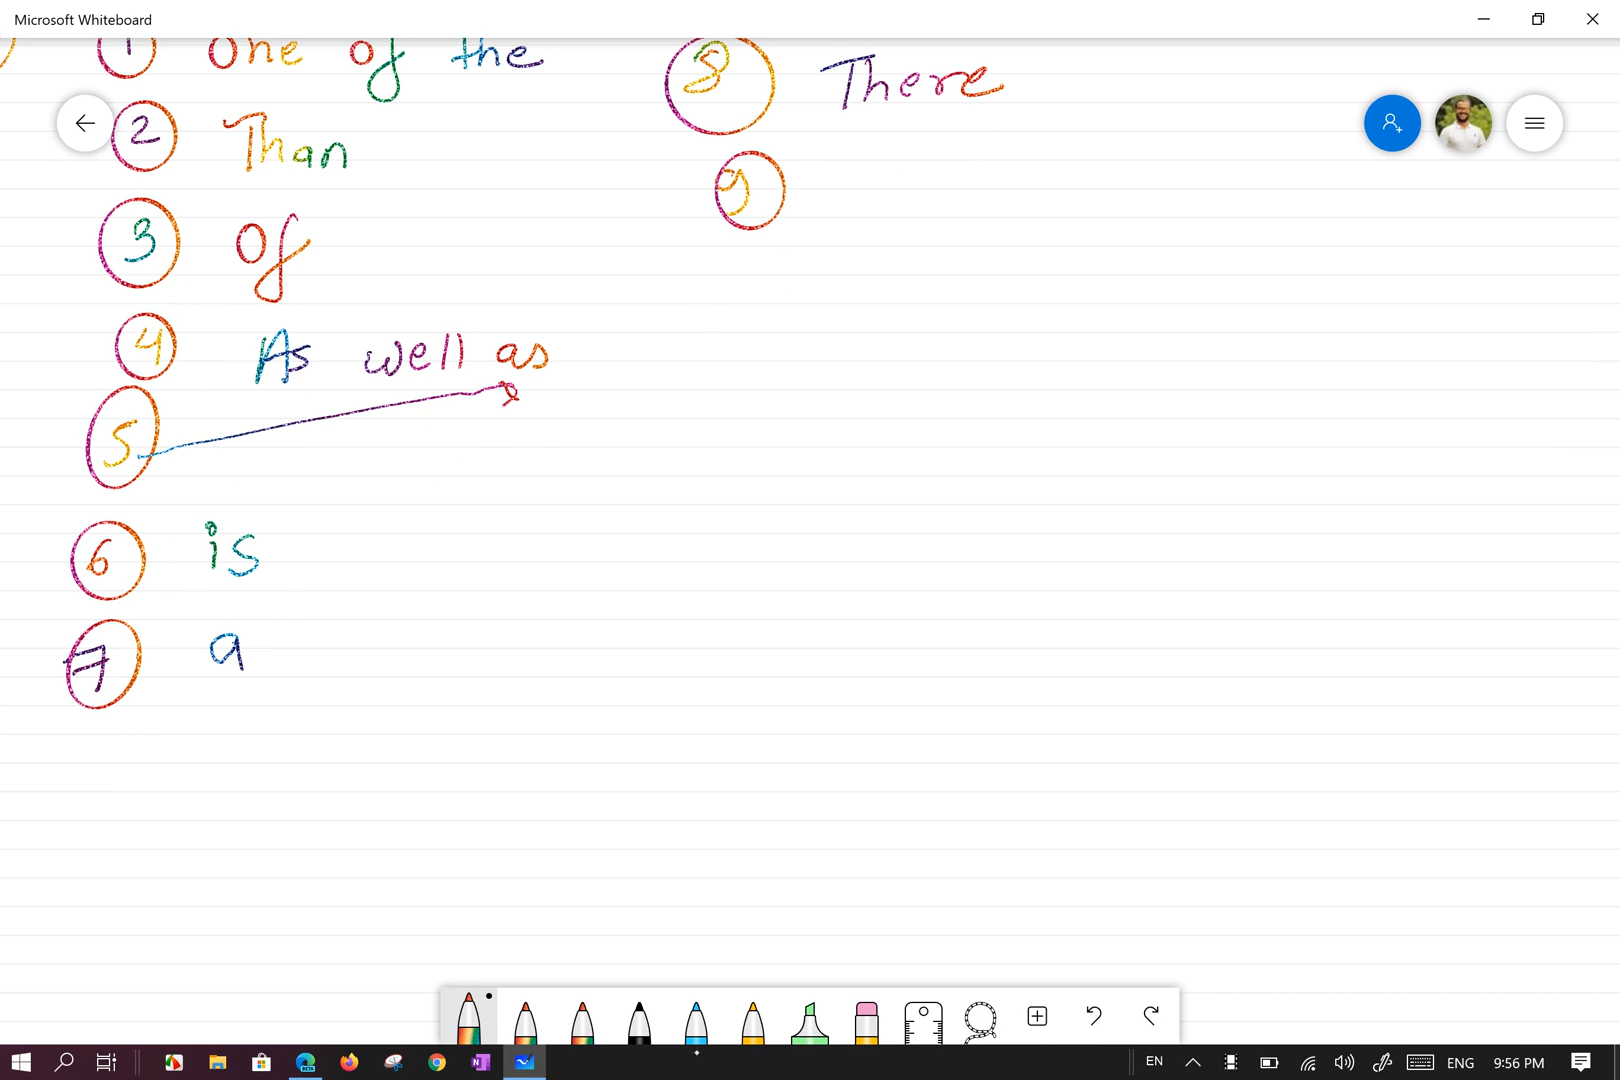 Microsoft Whiteboard
1 One of the
2 Than
3 Of
4 As well as
5
6 is
7 a
8 There
9
EN
ENG
9:56 PM